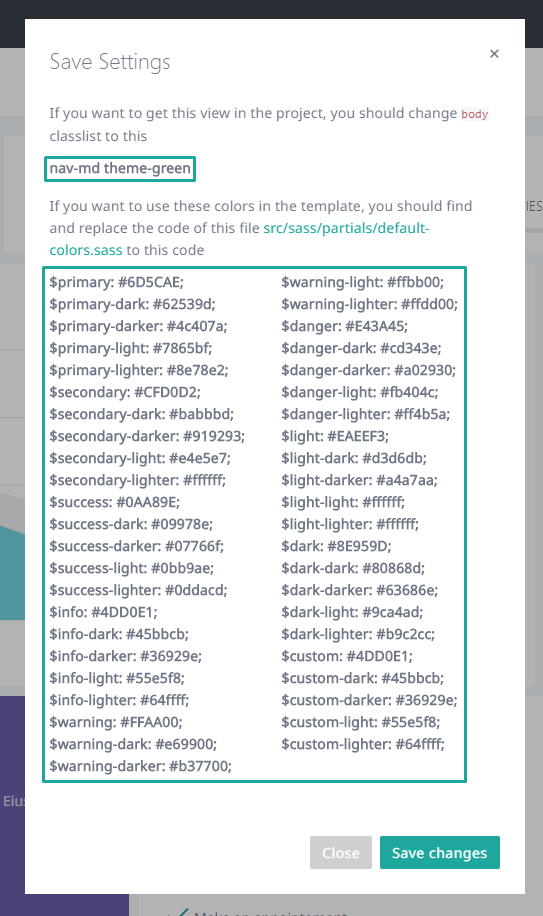 Save Settings
×
If you want to get this view in the project, you should change body
classlist to this
nav-md theme-green
If you want to use these colors in the template, you should find
and replace the code of this file src/sass/partials/default-
colors.sass to this code
$primary: #6D5CAE;
$primary-dark: #62539d;
$primary-darker: #4c407a;
$primary-light: #7865bf;
$primary-lighter: #8e78e2;
$secondary: #CFD0D2;
$secondary-dark: #babbbd;
$secondary-darker: #919293;
$secondary-light: #e4e5e7;
$secondary-lighter: #ffffff;
$success: #0AA89E;
$success-dark: #09978e;
$success-darker: #07766f;
$success-light: #0bb9ae;
$success-lighter: #0ddacd;
$info: #4DD0E1;
$info-dark: #45bbcb;
$info-darker: #36929e;
$info-light: #55e5f8;
$info-lighter: #64ffff;
$warning: #FFAA00;
$warning-dark: #e69900;
$warning-darker: #b37700;
$warning-light: #ffbb00;
$warning-lighter: #ffdd00;
$danger: #E43A45;
$danger-dark: #cd343e;
$danger-darker: #a02930;
$danger-light: #fb404c;
$danger-lighter: #ff4b5a;
$light: #EAEEF3;
$light-dark: #d3d6db;
$light-darker: #a4a7aa;
$light-light: #ffffff;
$light-lighter: #ffffff;
$dark: #8E959D;
$dark-dark: #80868d;
$dark-darker: #63686e;
$dark-light: #9ca4ad;
$dark-lighter: #b9c2cc;
$custom: #4DD0E1;
$custom-dark: #45bbcb;
$custom-darker: #36929e;
$custom-light: #55e5f8;
$custom-lighter: #64ffff;
Close
Save changes